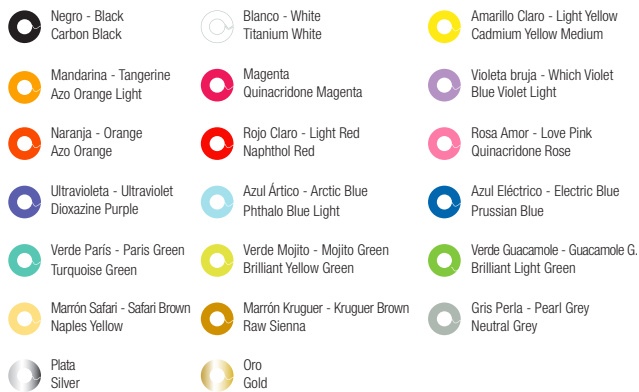 Negro - Black
Carbon Black
Blanco - White
Titanium White
Amarillo Claro - Light Yellow
Cadmium Yellow Medium
Mandarina - Tangerine
Azo Orange Light
Magenta
Quinacridone Magenta
Violeta bruja - Which Violet
Blue Violet Light
Naranja - Orange
Azo Orange
Rojo Claro - Light Red
Naphthol Red
Rosa Amor - Love Pink
Quinacridone Rose
Ultravioleta - Ultraviolet
Dioxazine Purple
Azul Ártico - Arctic Blue
Phthalo Blue Light
Azul Eléctrico - Electric Blue
Prussian Blue
Verde París - Paris Green
Turquoise Green
Verde Mojito - Mojito Green
Brilliant Yellow Green
Verde Guacamole - Guacamole G.
Brilliant Light Green
Marrón Safari - Safari Brown
Naples Yellow
Marrón Kruguer - Kruguer Brown
Raw Sienna
Gris Perla - Pearl Grey
Neutral Grey
Plata
Silver
Oro
Gold